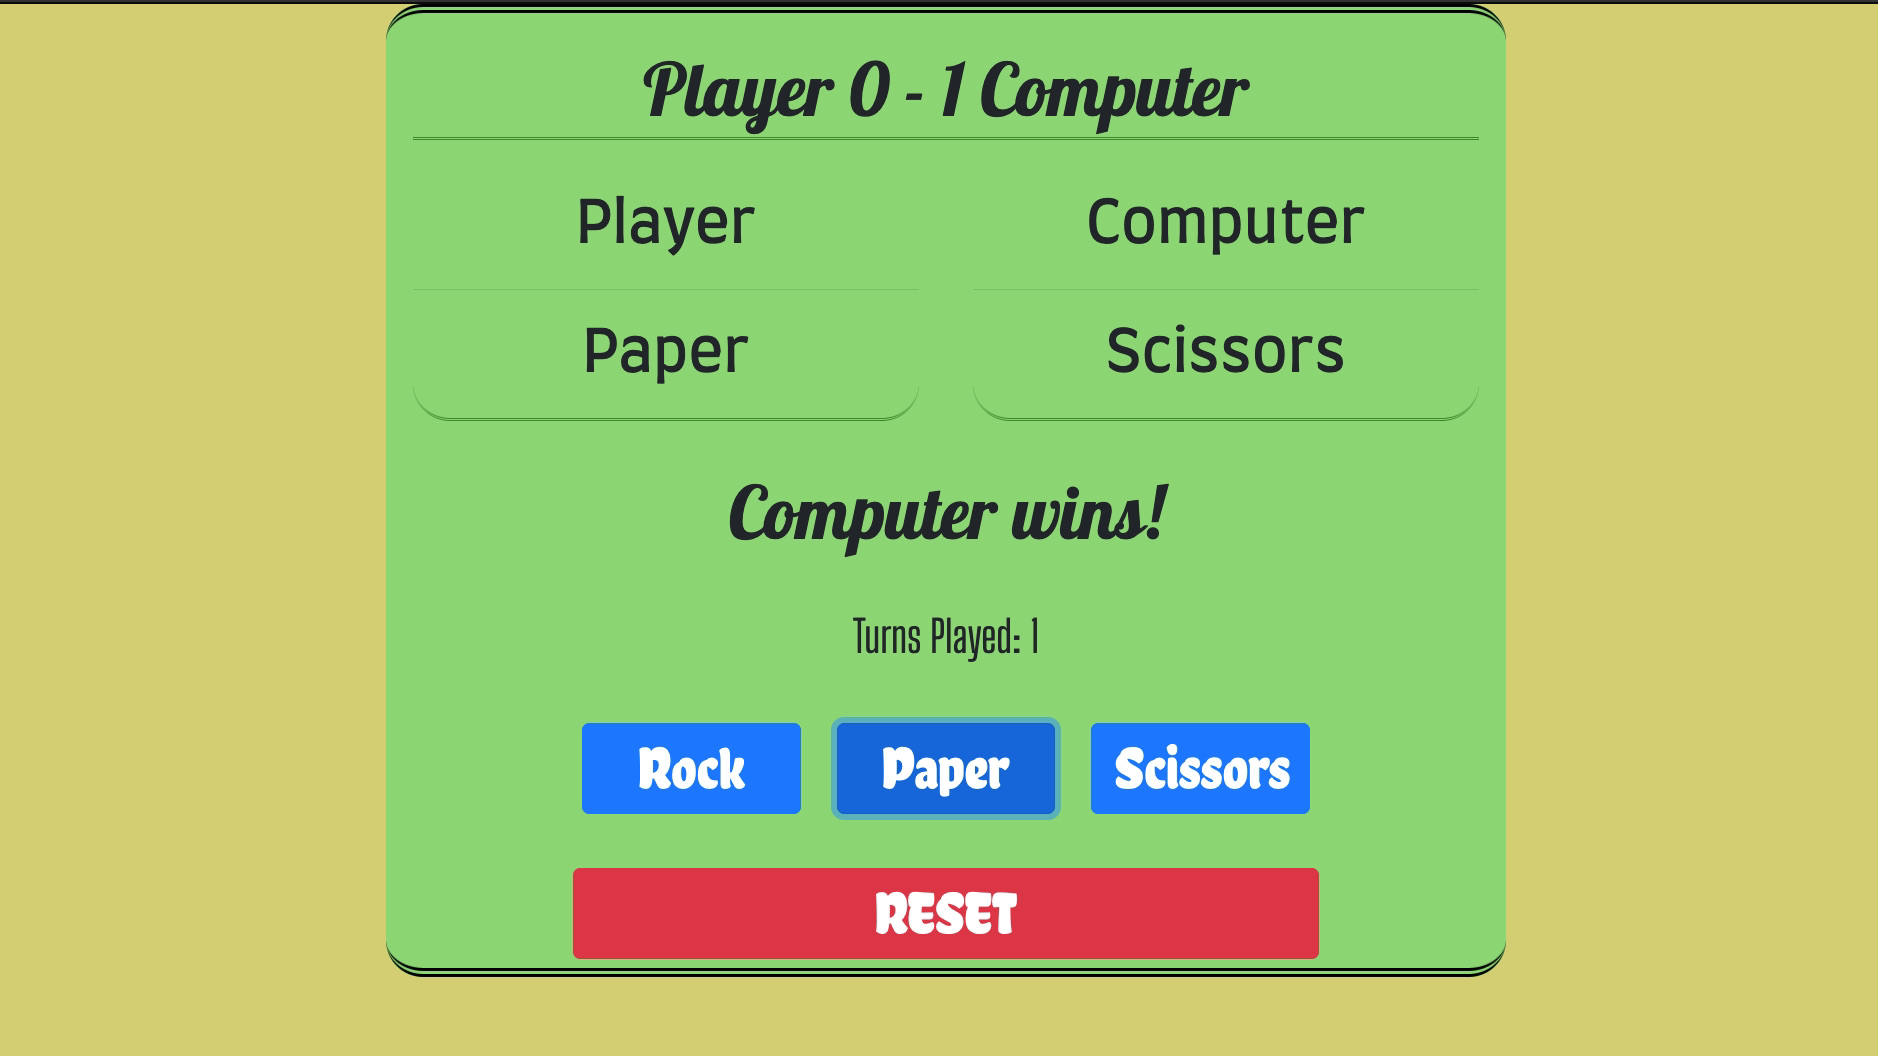 Player 0 - 1 Computer
Player Computer
Paper Scissors
Computer wins!
Turns Played: 1
Rock Paper Scissors
RESET